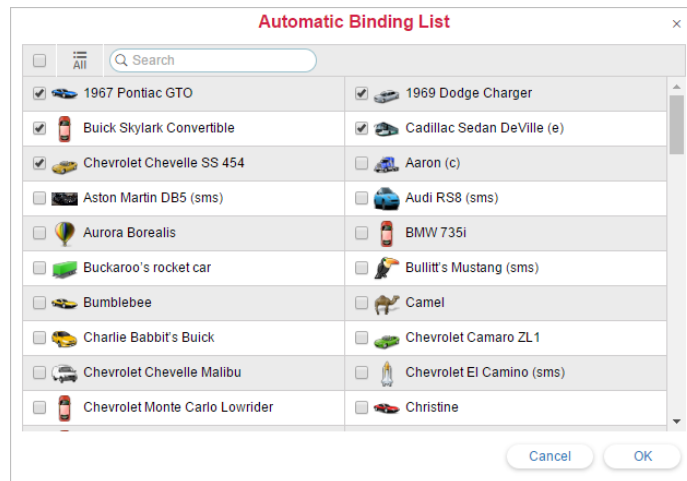 Automatic Binding List
×
All
Search
1967 Pontiac GTO
1969 Dodge Charger
Buick Skylark Convertible
Cadillac Sedan DeVille (e)
Chevrolet Chevelle SS 454
Aaron (c)
Aston Martin DB5 (sms)
Audi RS8 (sms)
Aurora Borealis
BMW 735i
Buckaroo's rocket car
Bullitt's Mustang (sms)
Bumblebee
Camel
Charlie Babbit's Buick
Chevrolet Camaro ZL1
Chevrolet Chevelle Malibu
Chevrolet El Camino (sms)
Chevrolet Monte Carlo Lowrider
Christine
Cancel
OK